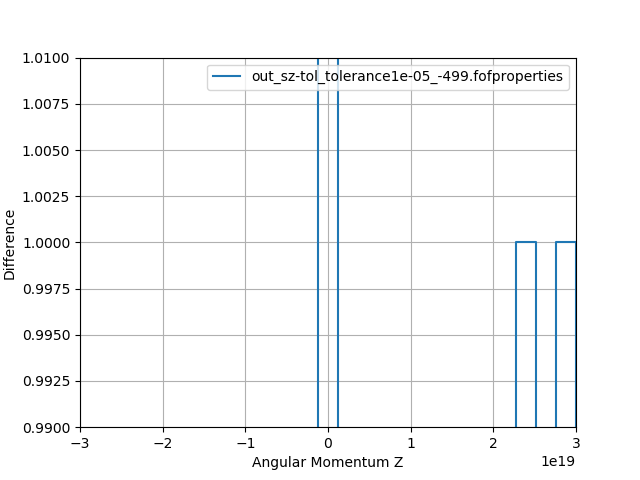 1.0100
1.0075
1.0050
1.0025
1.0000
0.9975
0.9950
0.9925
0.9900
Difference
out_sz-tol_tolerance1e-05_-499.fofproperties
−3 −2 −1 0 1 2 3
Angular Momentum Z
1e19